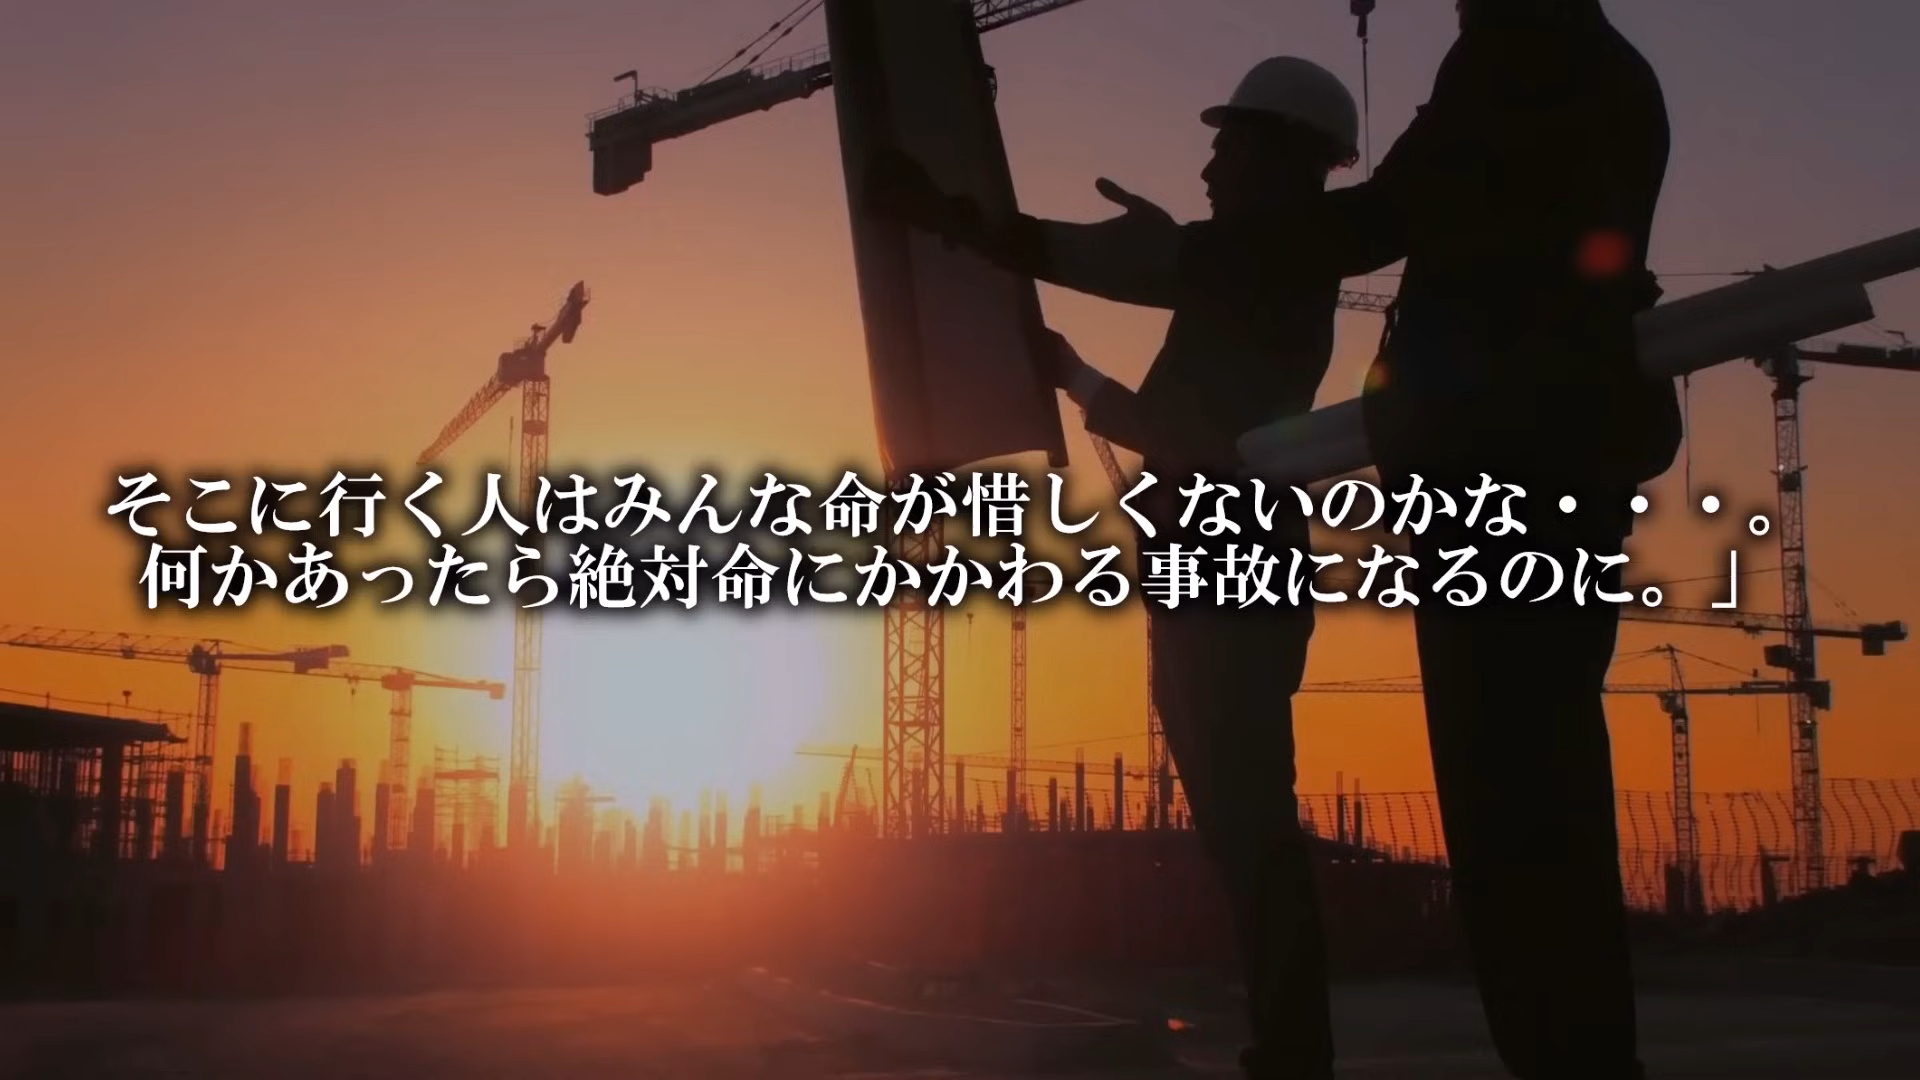 そこに行く人はみんな命が惜しくないのかな・・・。
何かあったら絶対命にかかわる事故になるのに。」